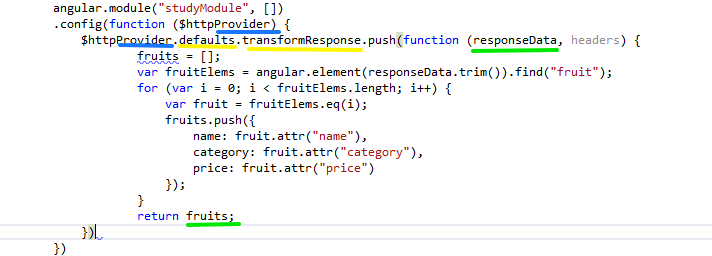 angular.module("studyModule", [])
.config(function ($httpProvider) {
$httpProvider.defaults.transformResponse.push(function (responseData, headers) {
fruits = [];
var fruitElems = angular.element(responseData.trim()).find("fruit");
for (var i = 0; i < fruitElems.length; i++) {
var fruit = fruitElems.eq(i);
fruits.push({
name: fruit.attr("name"),
category: fruit.attr("category"),
price: fruit.attr("price")
});
}
return fruits;
})
})